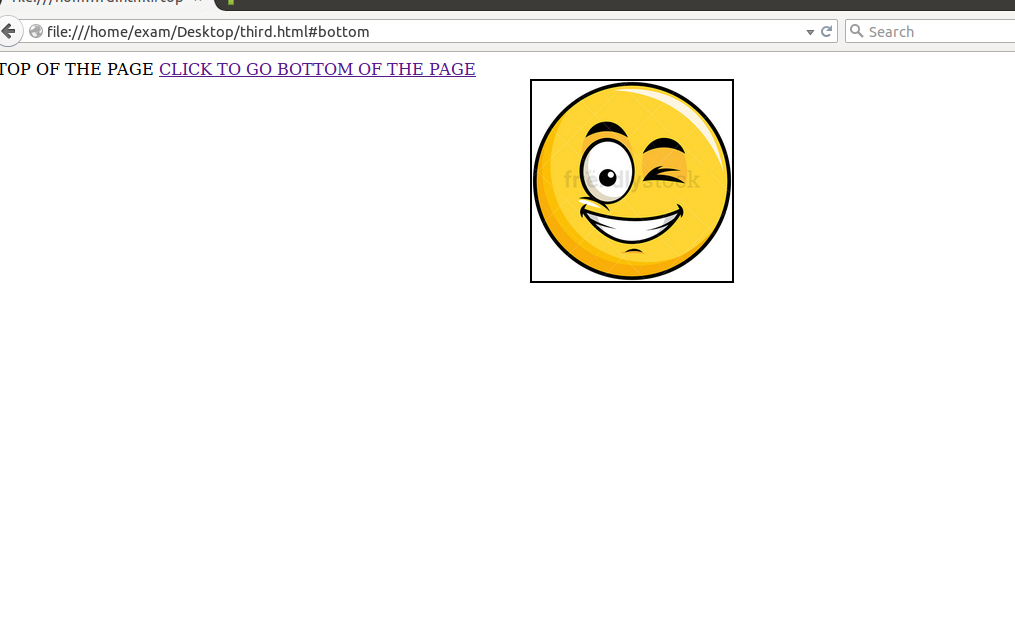 file:///home/exam/Desktop/third.html#bottom
Search
TOP OF THE PAGE CLICK TO GO BOTTOM OF THE PAGE
friendlystock